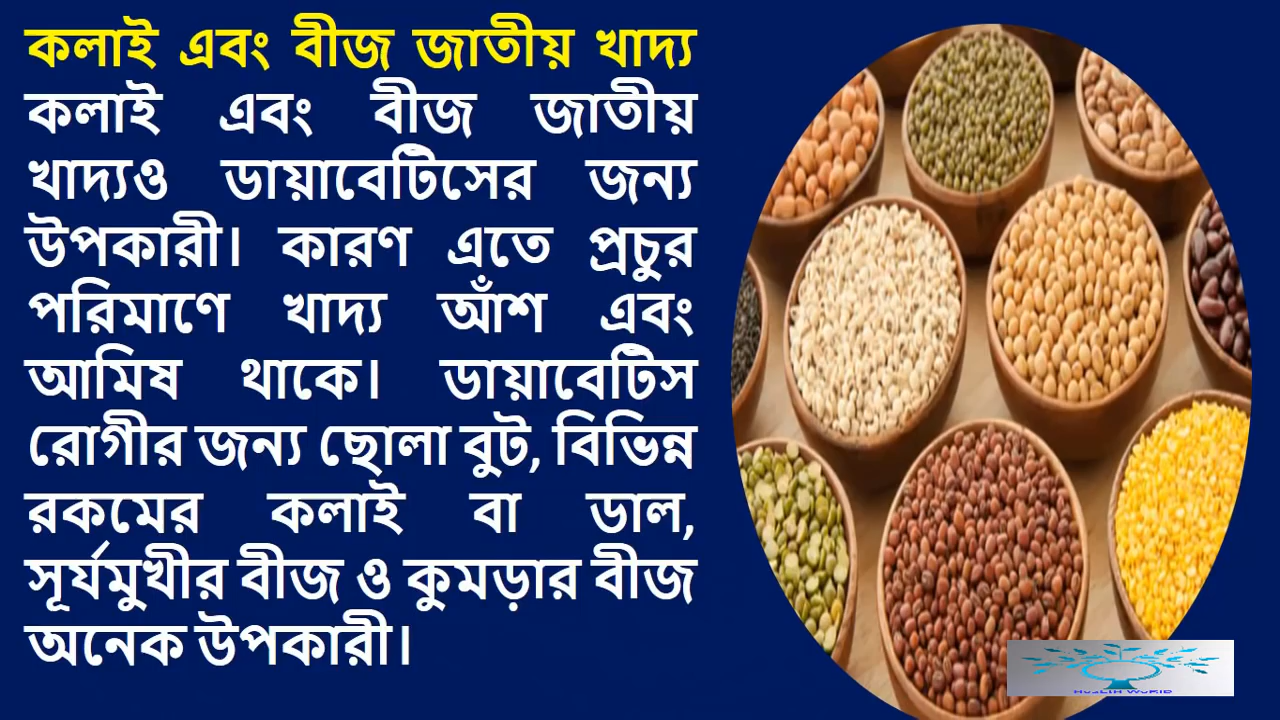 কলাই এবং বীজ জাতীয় খাদ্য
কলাই এবং বীজ জাতীয়
খাদ্যও ডায়াবেটিসের জন্য
উপকারী। কারণ এতে প্রচুর
পরিমাণে খাদ্য আঁশ এবং
আমিষ থাকে। ডায়াবেটিস
রোগীর জন্য ছোলা বুট, বিভিন্ন
রকমের কলাই বা ডাল,
সূর্যমুখীর বীজ ও কুমড়ার বীজ
অনেক উপকারী।